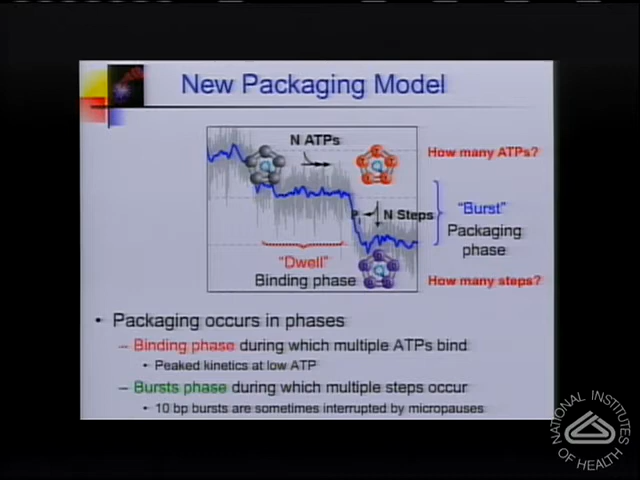 New Packaging Model
N ATPs
How many ATPs?
P i
N Steps
"Burst"
Packaging
phase
"Dwell"
Binding phase
How many steps?
• Packaging occurs in phases
– Binding phase during which multiple ATPs bind
• Peaked kinetics at low ATP
– Bursts phase during which multiple steps occur
• 10 bp bursts are sometimes interrupted by micropauses
NATIONAL INSTITUTES
OF HEALTH